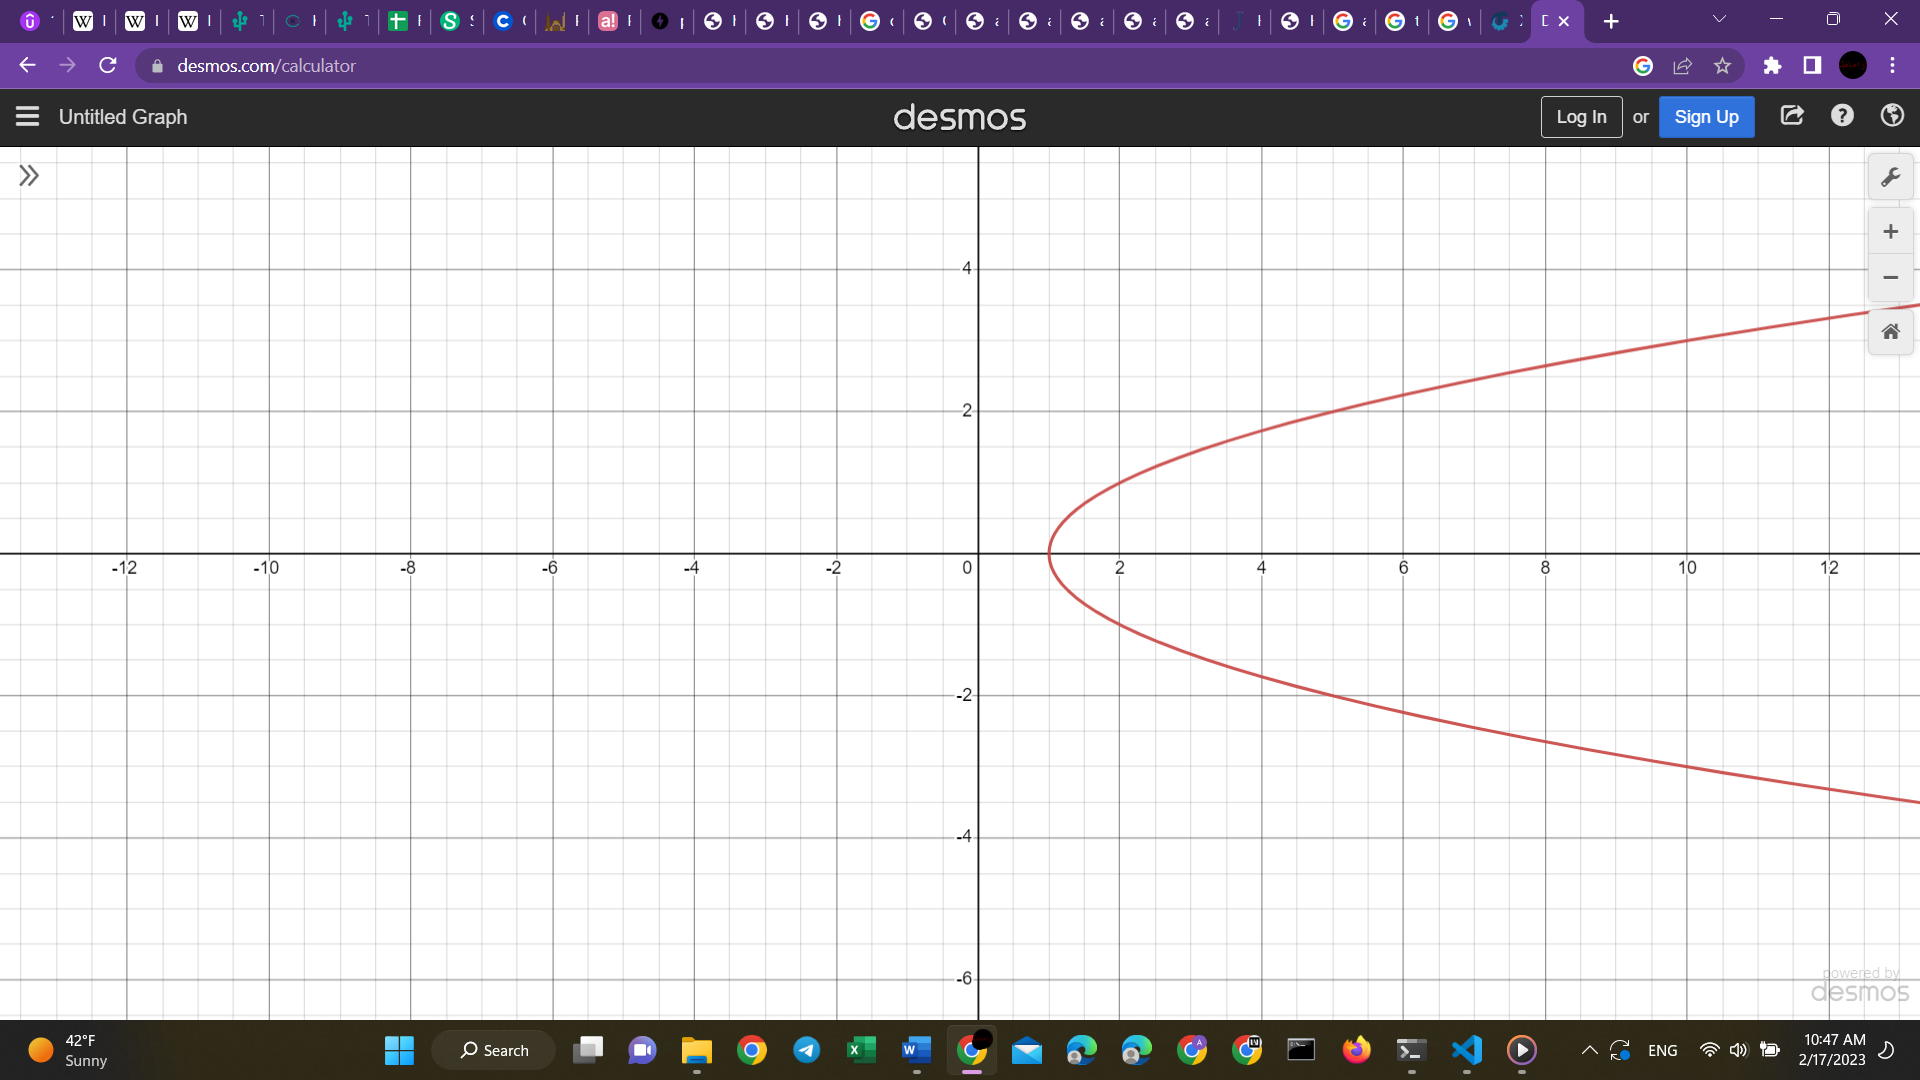 desmos.com/calculator
Untitled Graph
desmos
Log In or Sign Up
4
2
-12 -10 -8 -6 -4 -2 0 2 4 6 8 10 12
-2
-4
-6
powered by
desmos
42°F
Sunny
Search
ENG
10:47 AM
2/17/2023